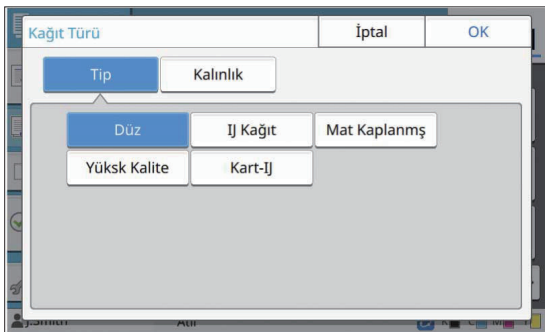 Kağıt Türü İptal OK
Tip Kalınlık
Düz IJ Kağıt Mat Kaplanmş
Yüksk Kalite Kart-IJ